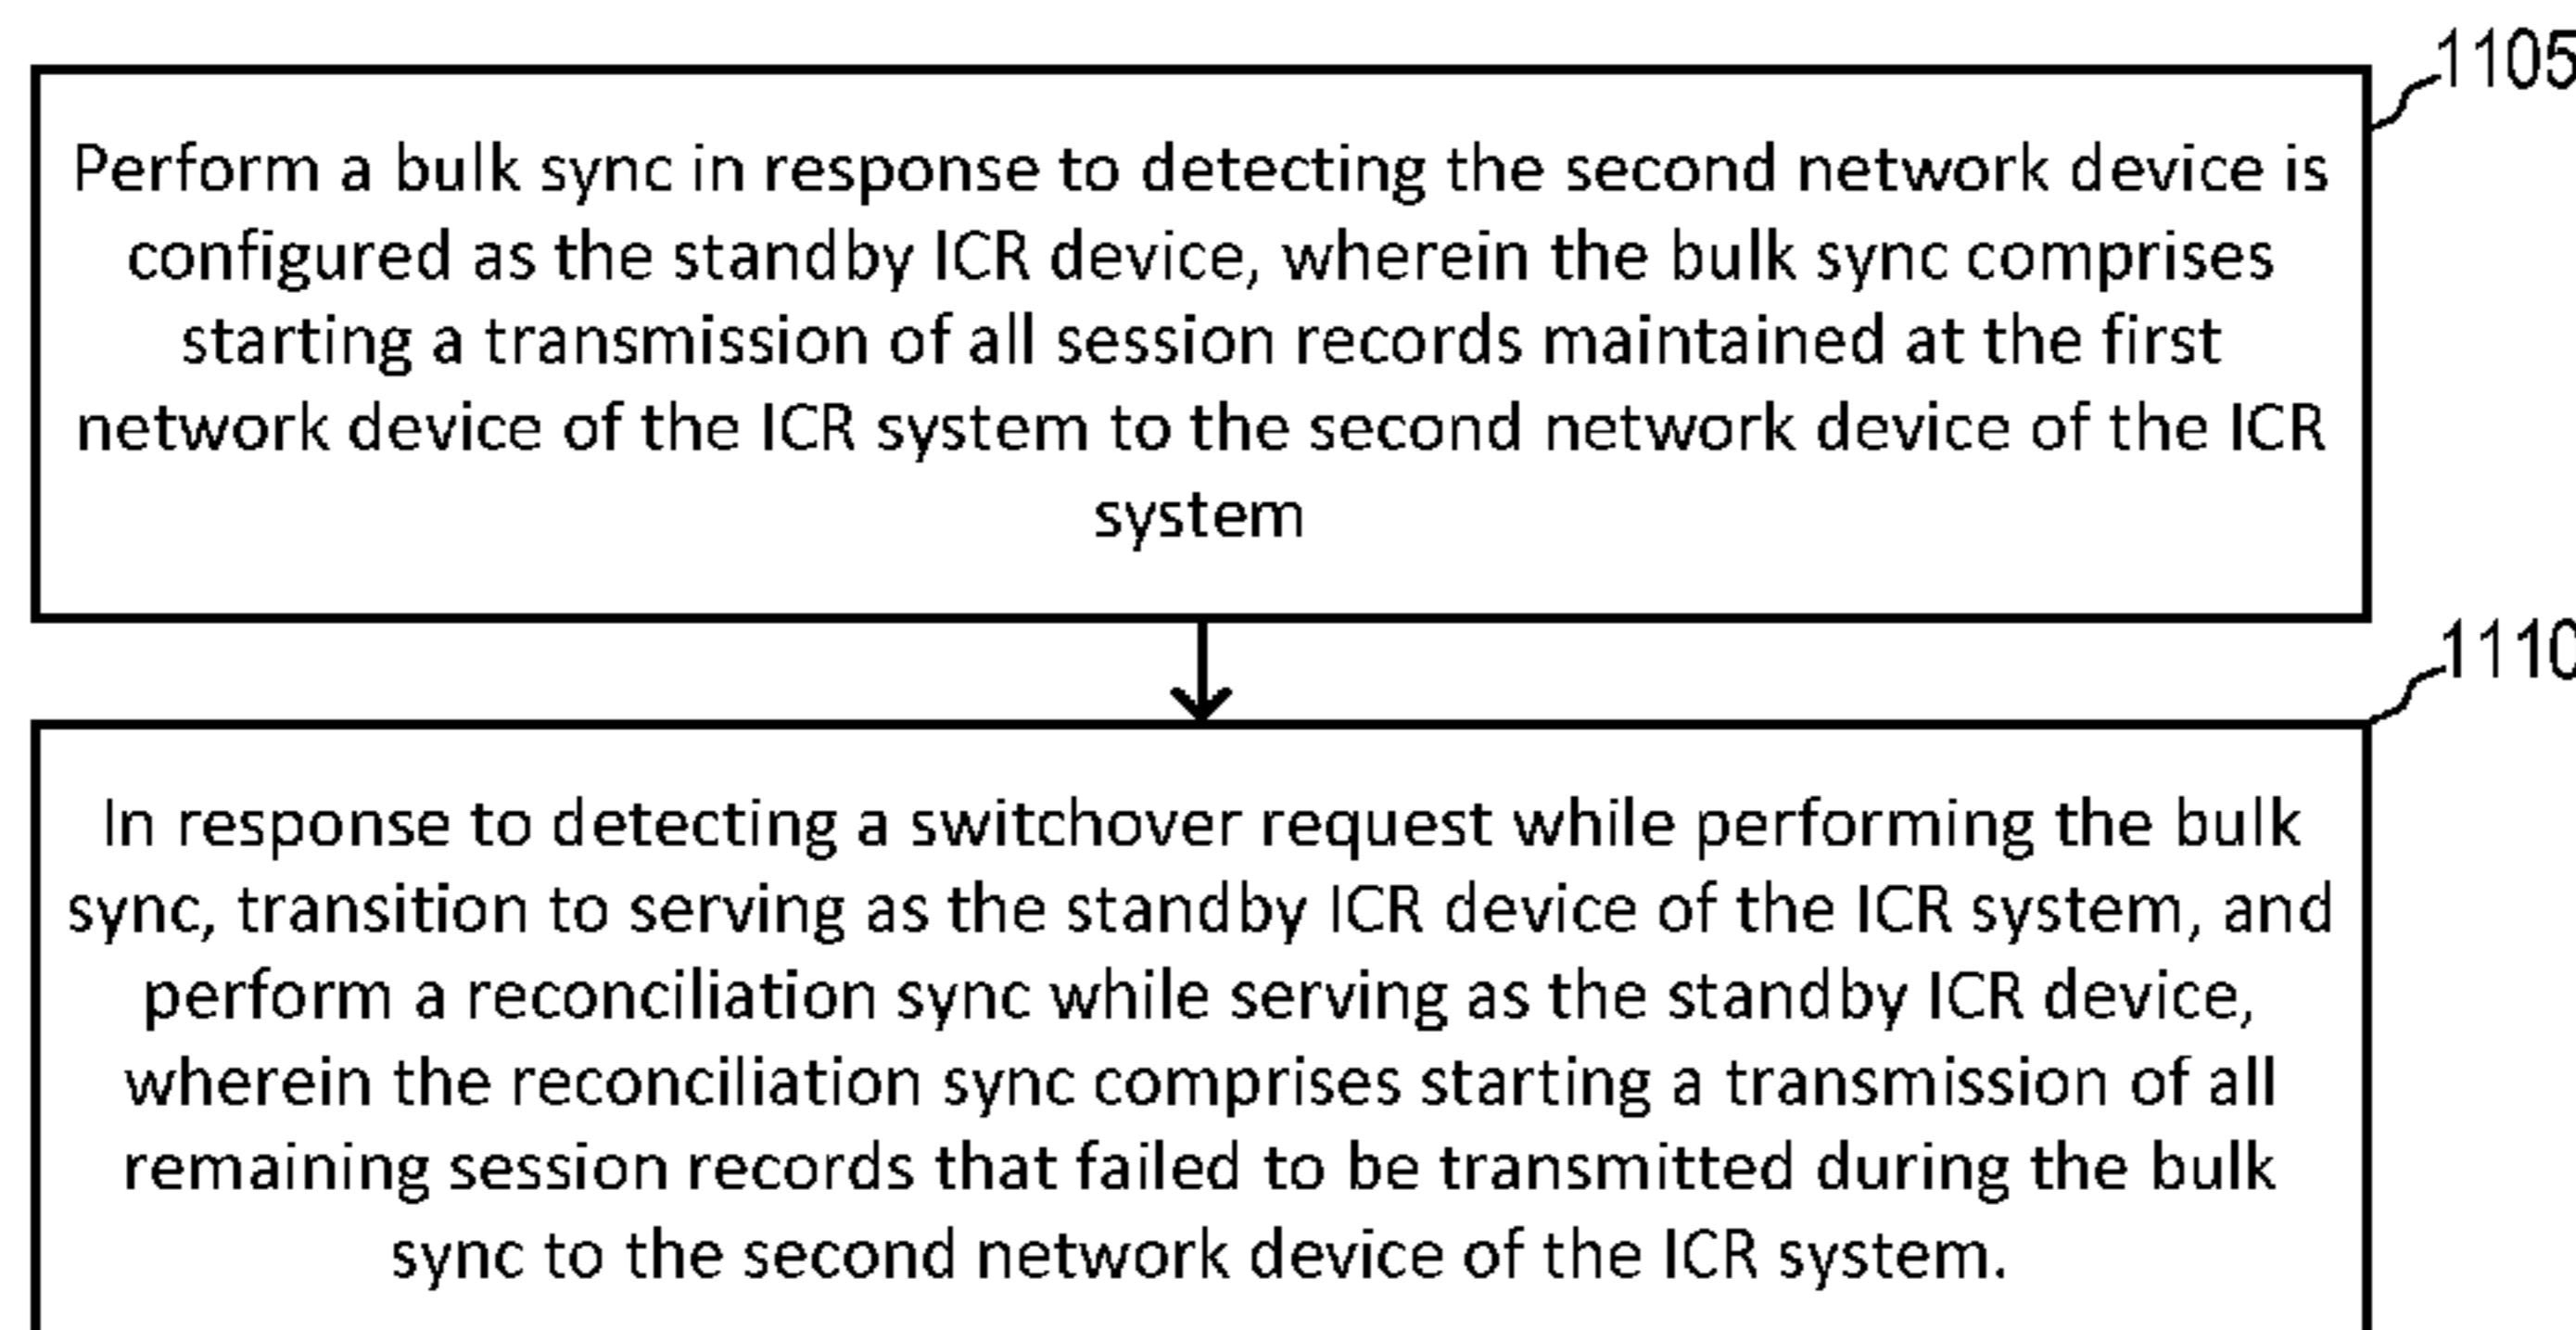 1105
Perform a bulk sync in response to detecting the second network device is
configured as the standby ICR device, wherein the bulk sync comprises
starting a transmission of all session records maintained at the first
network device of the ICR system to the second network device of the ICR
system
1110
In response to detecting a switchover request while performing the bulk
sync, transition to serving as the standby ICR device of the ICR system, and
perform a reconciliation sync while serving as the standby ICR device,
wherein the reconciliation sync comprises starting a transmission of all
remaining session records that failed to be transmitted during the bulk
sync to the second network device of the ICR system.